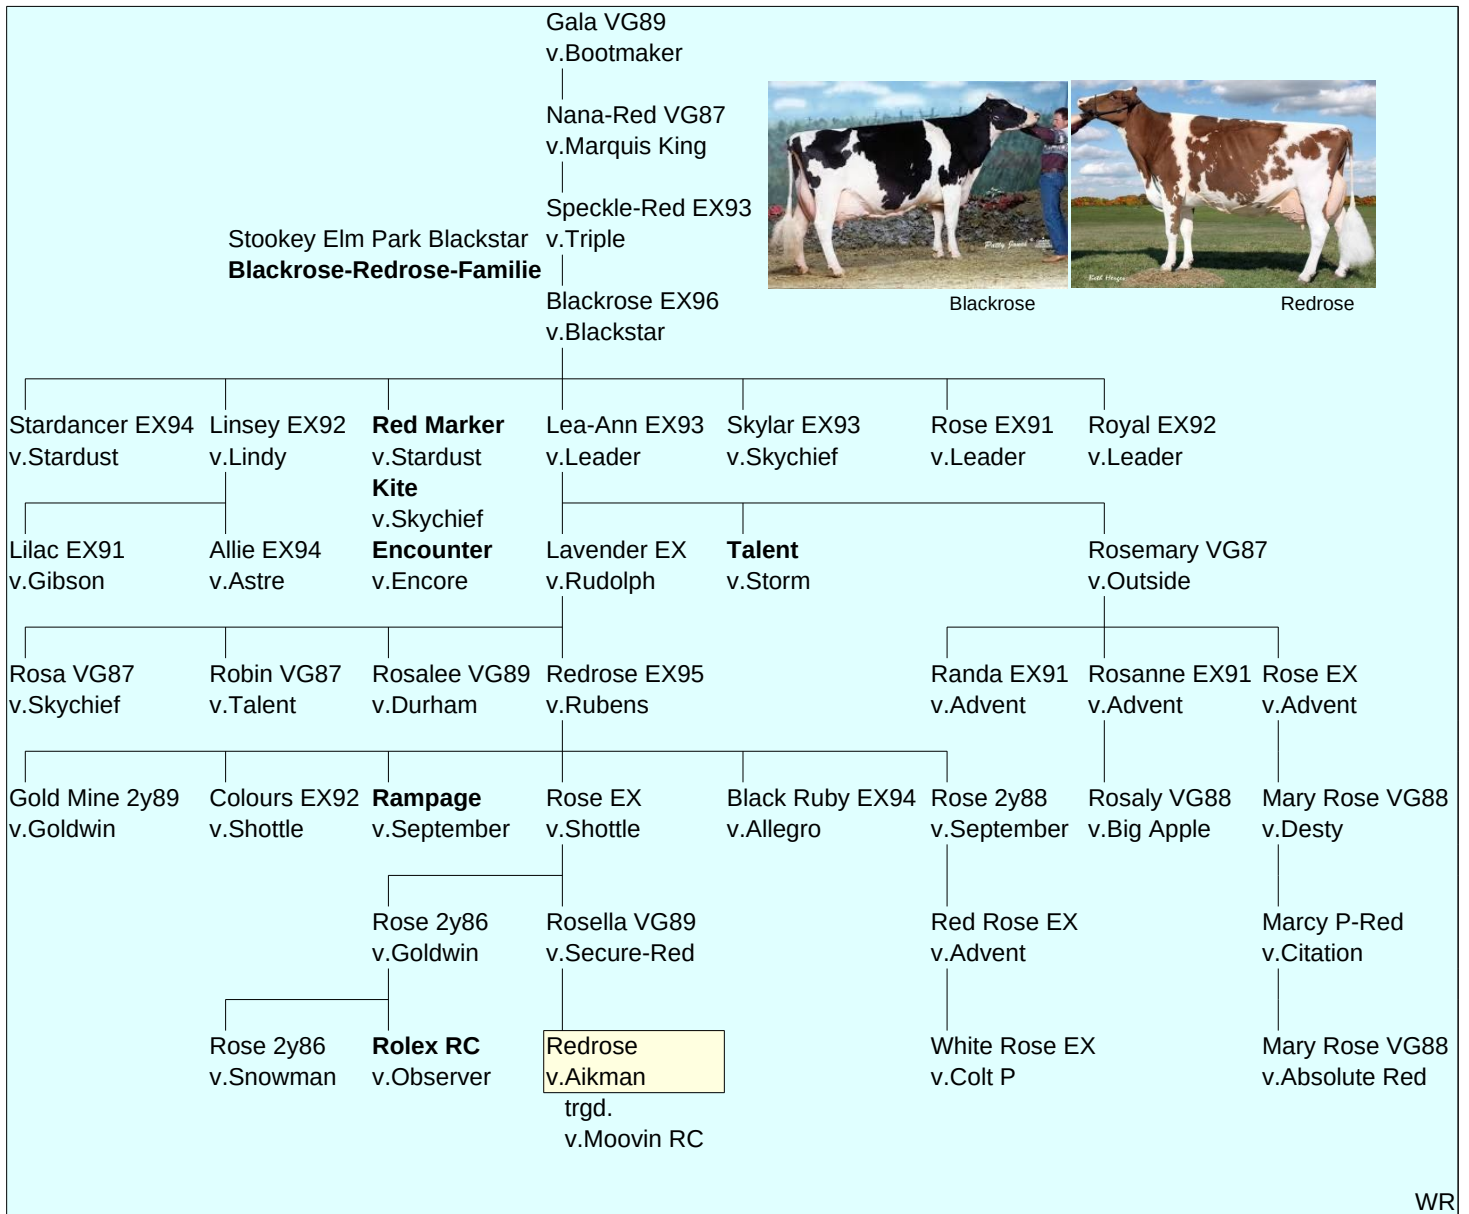 Gala VG89
v.Bootmaker
Nana-Red VG87
v.Marquis King
Speckle-Red EX93
v.Triple
Stookey Elm Park Blackstar
Blackrose-Redrose-Familie
Patty Jones
Keth Horgan
Blackrose
Redrose
Blackrose EX96
v.Blackstar
Stardancer EX94 Linsey EX92 Red Marker Lea-Ann EX93 Skylar EX93 Rose EX91 Royal EX92
v.Stardust v.Lindy v.Stardust v.Leader v.Skychief v.Leader v.Leader
Kite
v.Skychief
Lilac EX91 Allie EX94 Encounter Lavender EX Talent Rosemary VG87
v.Gibson v.Astre v.Encore v.Rudolph v.Storm v.Outside
Rosa VG87 Robin VG87 Rosalee VG89 Redrose EX95 Randa EX91 Rosanne EX91 Rose EX
v.Skychief v.Talent v.Durham v.Rubens v.Advent v.Advent v.Advent
Gold Mine 2y89 Colours EX92 Rampage Rose EX Black Ruby EX94 Rose 2y88 Rosaly VG88 Mary Rose VG88
v.Goldwin v.Shottle v.September v.Shottle v.Allegro v.September v.Big Apple v.Desty
Rose 2y86 Rosella VG89 Red Rose EX Marcy P-Red
v.Goldwin v.Secure-Red v.Advent v.Citation
Rose 2y86 Rolex RC Redrose White Rose EX Mary Rose VG88
v.Snowman v.Observer v.Aikman v.Colt P v.Absolute Red
trgd.
v.Moovin RC
WR